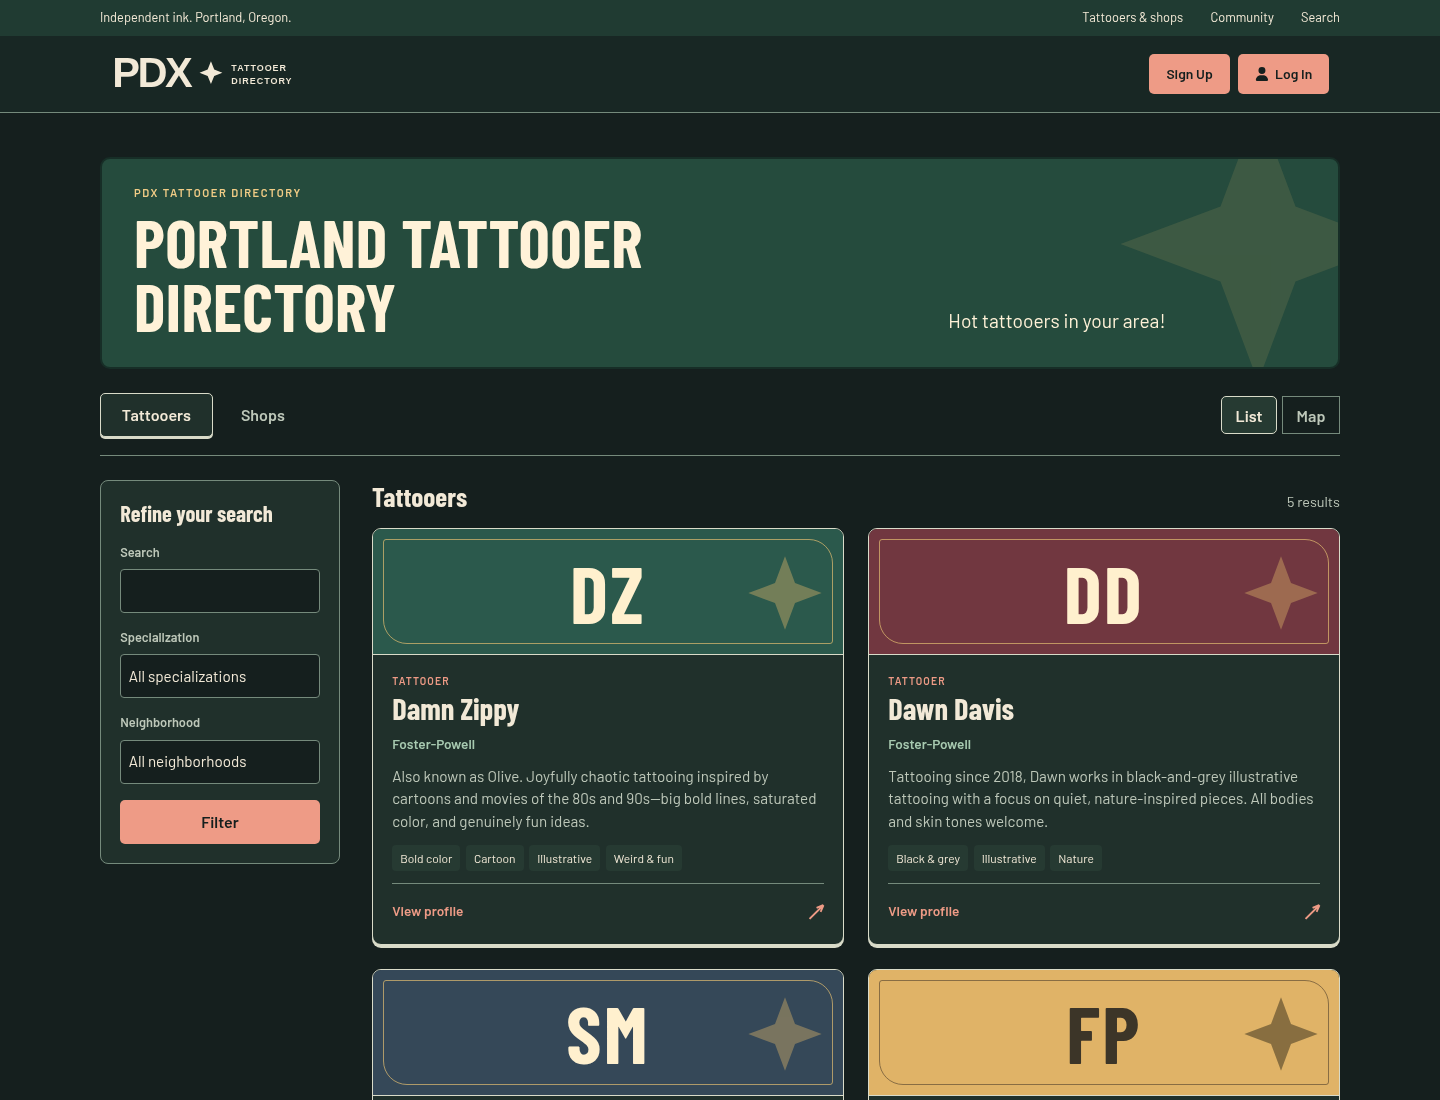 Independent ink. Portland, Oregon.
Tattooers & shops Community Search
PDX TATTOOER DIRECTORY
Sign Up Log In
PDX TATTOOER DIRECTORY
PORTLAND TATTOOER
DIRECTORY
Hot tattooers in your area!
Tattooers Shops
List Map
Refine your search
Search
Specialization
All specializations
Neighborhood
All neighborhoods
Filter
Tattooers
5 results
DZ
TATTOOER
Damn Zippy
Foster-Powell
Also known as Olive. Joyfully chaotic tattooing inspired by
cartoons and movies of the 80s and 90s—big bold lines, saturated
color, and genuinely fun ideas.
Bold color Cartoon Illustrative Weird & fun
View profile
DD
TATTOOER
Dawn Davis
Foster-Powell
Tattooing since 2018, Dawn works in black-and-grey illustrative
tattooing with a focus on quiet, nature-inspired pieces. All bodies
and skin tones welcome.
Black & grey Illustrative Nature
View profile
SM
FP